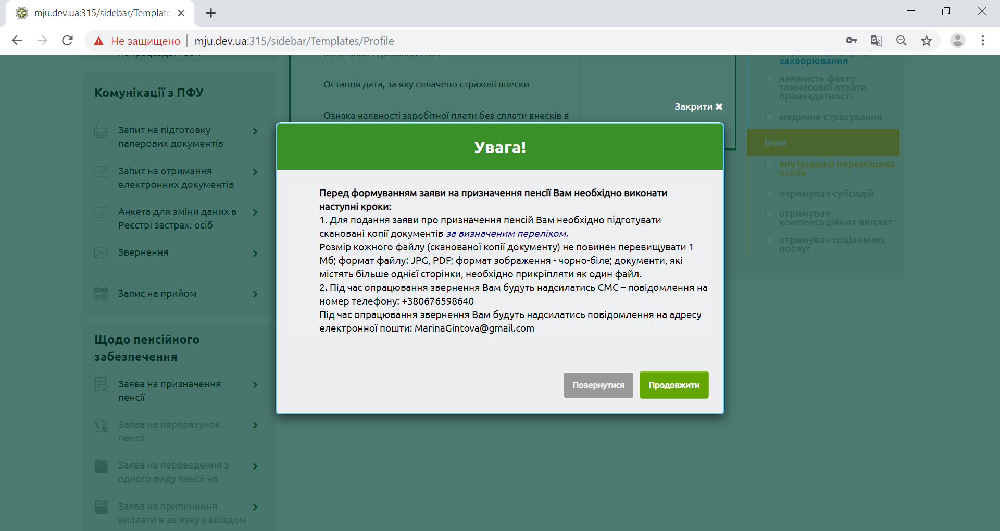 mju.dev.ua:315/sidebar/Template
Не защищено
mju.dev.ua:315/sidebar/Templates/Profile
непрацездатності
Комунікації з ПФУ
Запит на підготовку
паперових документів
Запит на отримання
електронних документів
Анкета для зміни даних в
Реєстрі застрах. осіб
Звернення
Запис на прийом
Щодо пенсійного
забезпечення
Заява на призначення
пенсії
Заява на перерахунок
пенсії
Заява на переведення з
одного виду пенсії на
Заява на припинення
виплати в зв'язку з виїздом
Загальний страховий стаж
Остання дата, за яку сплачено страхові внески
Ознака наявності заробітної плати без сплати внесків в
Закрити
Увага!
Перед формуванням заяви на призначення пенсії Вам необхідно виконати
наступні кроки:
1. Для подання заяви про призначення пенсій Вам необхідно підготувати
скановані копії документів за визначеним переліком.
Розмір кожного файлу (сканованої копії документу) не повинен перевищувати 1
Мб; формат файлу: JPG, PDF; формат зображення - чорно-біле; документи, які
містять більше однієї сторінки, необхідно прикріпляти як один файл.
2. Під час опрацювання звернення Вам будуть надсилатись СМС – повідомлення на
номер телефону: +380676598640
Під час опрацювання звернення Вам будуть надсилатись повідомлення на адресу
електронної пошти: MarinaGintova@gmail.com
Повернутися
Продовжити
захворювання
наявність факту
тимчасової втрати
працездатності
медичне страхування
Інше
внутрішньо переміщена
особа
отримувач субсидій
отримувач
компенсаційних виплат
отримувач соціальних
послуг